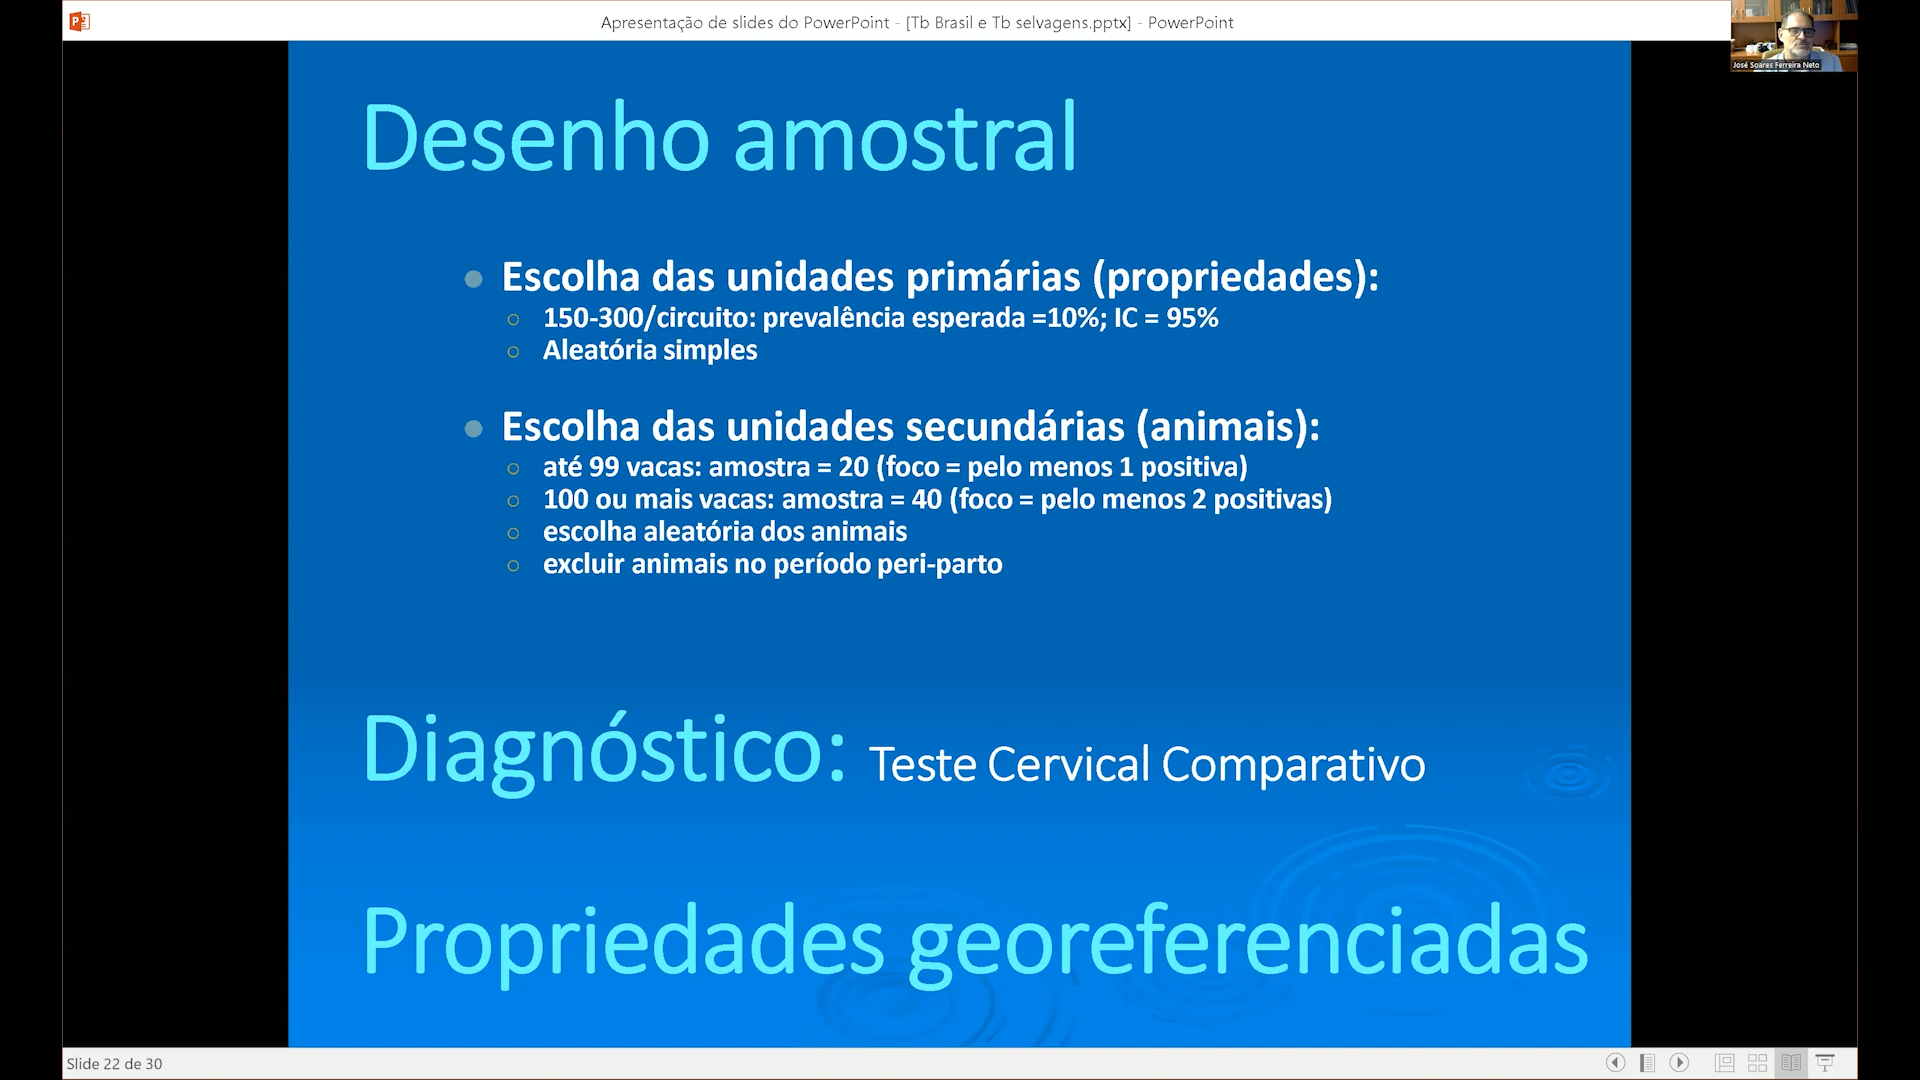 Apresentação de slides do PowerPoint - [Tb Brasil e Tb selvagens.pptx] - PowerPoint
José Soares Ferreira Neto
Desenho amostral
Escolha das unidades primárias (propriedades):
150-300/circuito: prevalência esperada =10%; IC = 95%
Aleatória simples
Escolha das unidades secundárias (animais):
até 99 vacas: amostra = 20 (foco = pelo menos 1 positiva)
100 ou mais vacas: amostra = 40 (foco = pelo menos 2 positivas)
escolha aleatória dos animais
excluir animais no período peri-parto
Diagnóstico: Teste Cervical Comparativo
Propriedades georeferenciadas
Slide 22 de 30